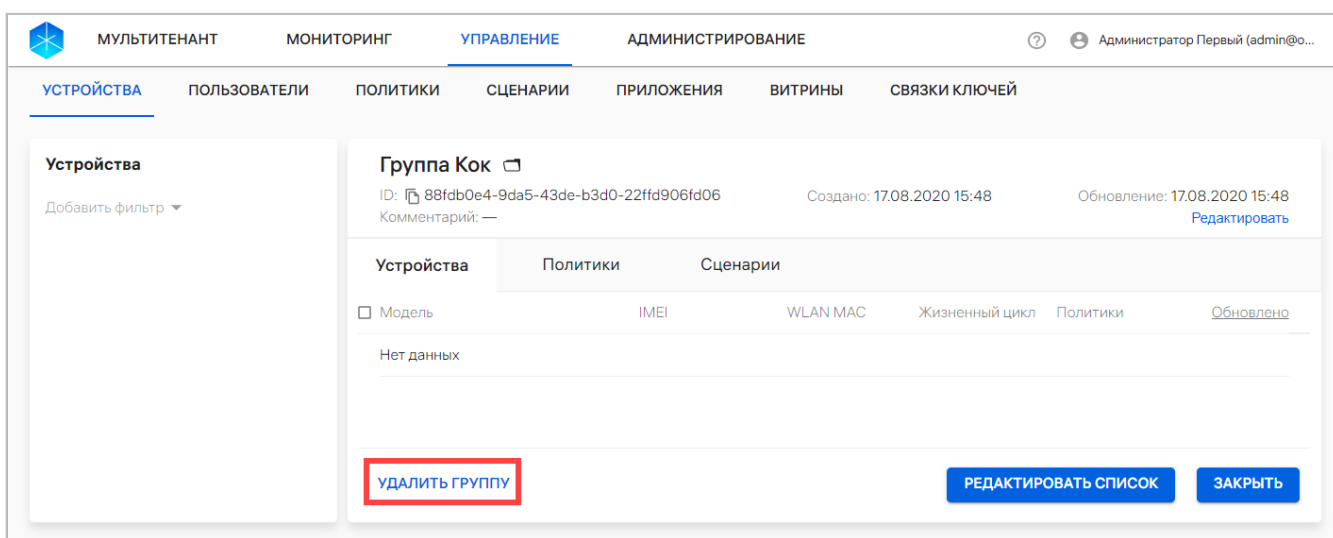 МУЛЬТИТЕНАНТ МОНИТОРИНГ УПРАВЛЕНИЕ АДМИНИСТРИРОВАНИЕ ? Администратор Первый (admin@o...
УСТРОЙСТВА ПОЛЬЗОВАТЕЛИ ПОЛИТИКИ СЦЕНАРИИ ПРИЛОЖЕНИЯ ВИТРИНЫ СВЯЗКИ КЛЮЧЕЙ
Устройства
Добавить фильтр
Группа Кок
ID: 88fdb0e4-9da5-43de-b3d0-22ffd906fd06 Создано: 17.08.2020 15:48 Обновление: 17.08.2020 15:48
Комментарий: — Редактировать
Устройства Политики Сценарии
Модель IMEI WLAN MAC Жизненный цикл Политики Обновлено
Нет данных
УДАЛИТЬ ГРУППУ РЕДАКТИРОВАТЬ СПИСОК ЗАКРЫТЬ